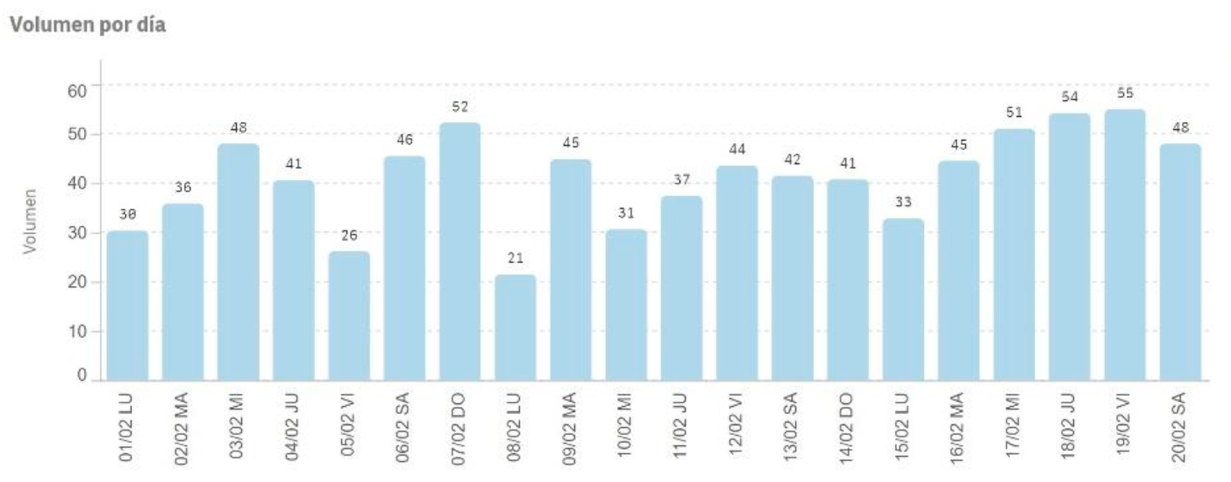 Volumen por día
Volumen
60
50
40
30
20
10
0
30
36
48
41
26
46
52
21
45
31
37
44
42
41
33
45
51
54
55
48
01/02 LU
02/02 MA
03/02 MI
04/02 JU
05/02 VI
06/02 SA
07/02 DO
08/02 LU
09/02 MA
10/02 MI
11/02 JU
12/02 VI
13/02 SA
14/02 DO
15/02 LU
16/02 MA
17/02 MI
18/02 JU
19/02 VI
20/02 SA